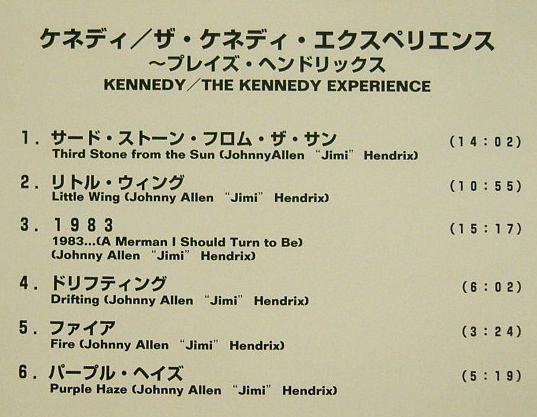 ケネディ／ザ・ケネディ・エクスペリエンス
～プレイズ・ヘンドリックス
KENNEDY／THE KENNEDY EXPERIENCE
1．サード・ストーン・フロム・ザ・サン (14：02)
Third Stone from the Sun (JohnnyAllen “Jimi” Hendrix)
2．リトル・ウィング (10：55)
Little Wing (Johnny Allen “Jimi” Hendrix)
3．1983 (15：17)
1983...(A Merman I Should Turn to Be)
(Johnny Allen “Jimi” Hendrix)
4．ドリフティング (6：02)
Drifting (Johnny Allen “Jimi” Hendrix)
5．ファイア (3：24)
Fire (Johnny Allen “Jimi” Hendrix)
6．パープル・ヘイズ (5：19)
Purple Haze (Johnny Allen “Jimi” Hendrix)